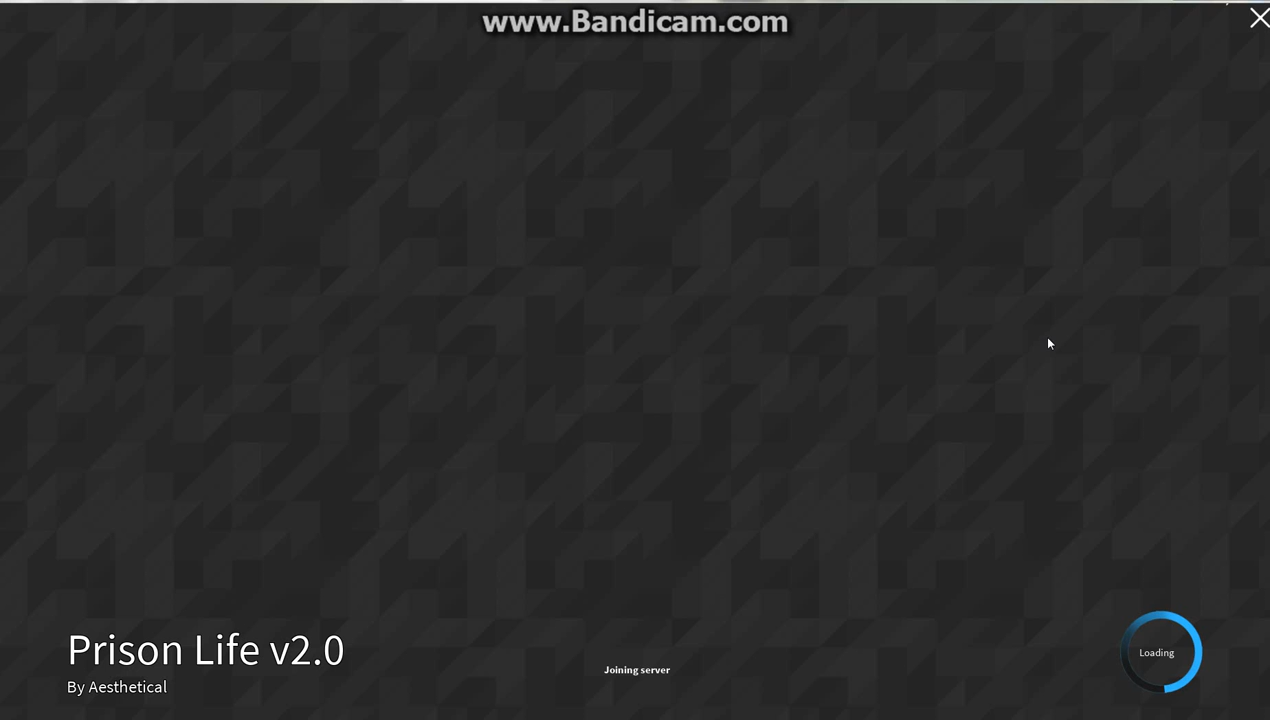 www.Bandicam.com
Prison Life v2.0
By Aesthetical
Joining server
Loading